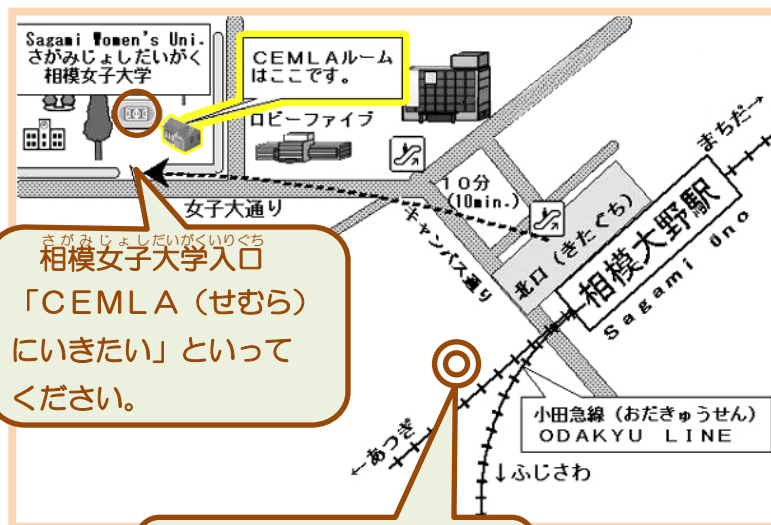 Sagami Women's Uni.
さがみじょしだいがく
相模女子大学
CEMLAルーム
はここです。
ロビーファイブ
まちだ→
10分
(10min.)
女子大通り
キャンパス通り
北口(きたぐち)
相模大野駅
Sagami ūno
さがみじょしだいがくいりぐち
相模女子大学入口
「CEMLA(せむら)
にいきたい」といって
ください。
小田急線(おだきゅうせん)
ODAKYU LINE
←あつぎ
↓ふじさわ